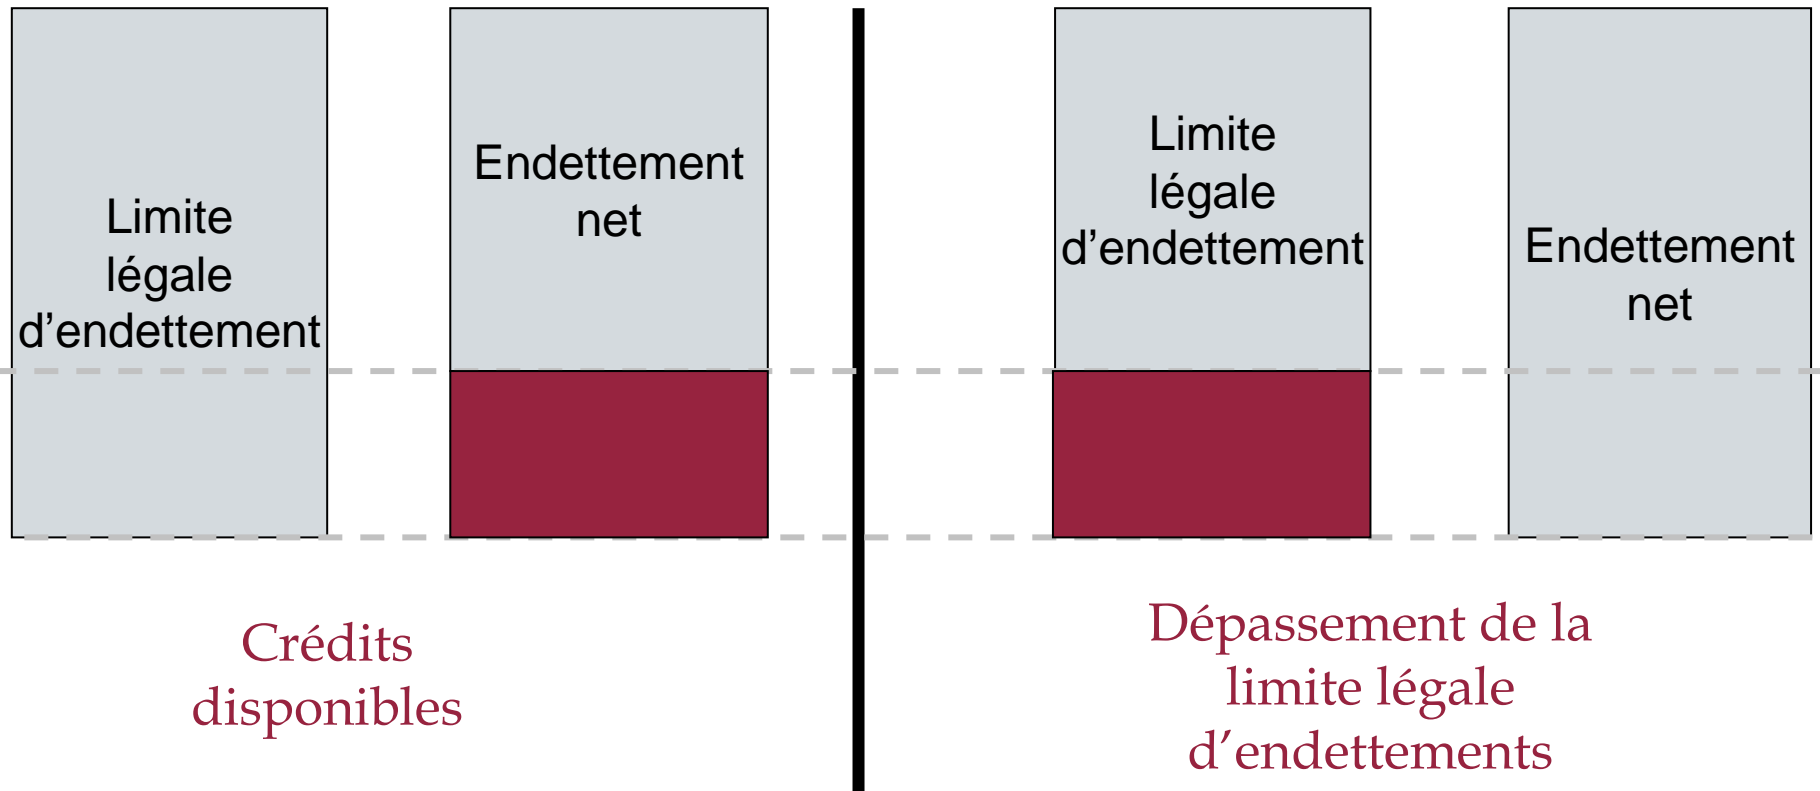 Limite
légale
d’endettement
Endettement
net
Crédits
disponibles
Limite
légale
d’endettement
Endettement
net
Dépassement de la
limite légale
d’endettements